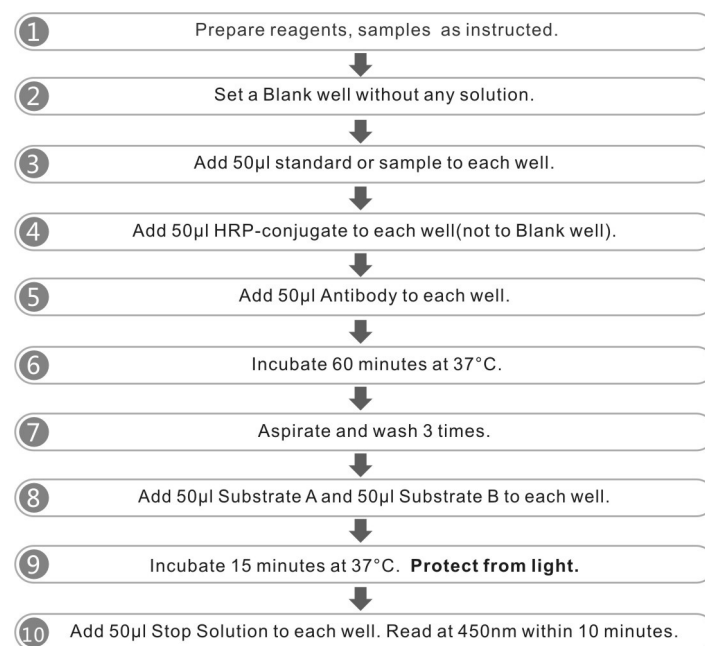 1 Prepare reagents, samples as instructed.
2 Set a Blank well without any solution.
3 Add 50μl standard or sample to each well.
4 Add 50μl HRP-conjugate to each well(not to Blank well).
5 Add 50μl Antibody to each well.
6 Incubate 60 minutes at 37°C.
7 Aspirate and wash 3 times.
8 Add 50μl Substrate A and 50μl Substrate B to each well.
9 Incubate 15 minutes at 37°C. Protect from light.
10 Add 50μl Stop Solution to each well. Read at 450nm within 10 minutes.